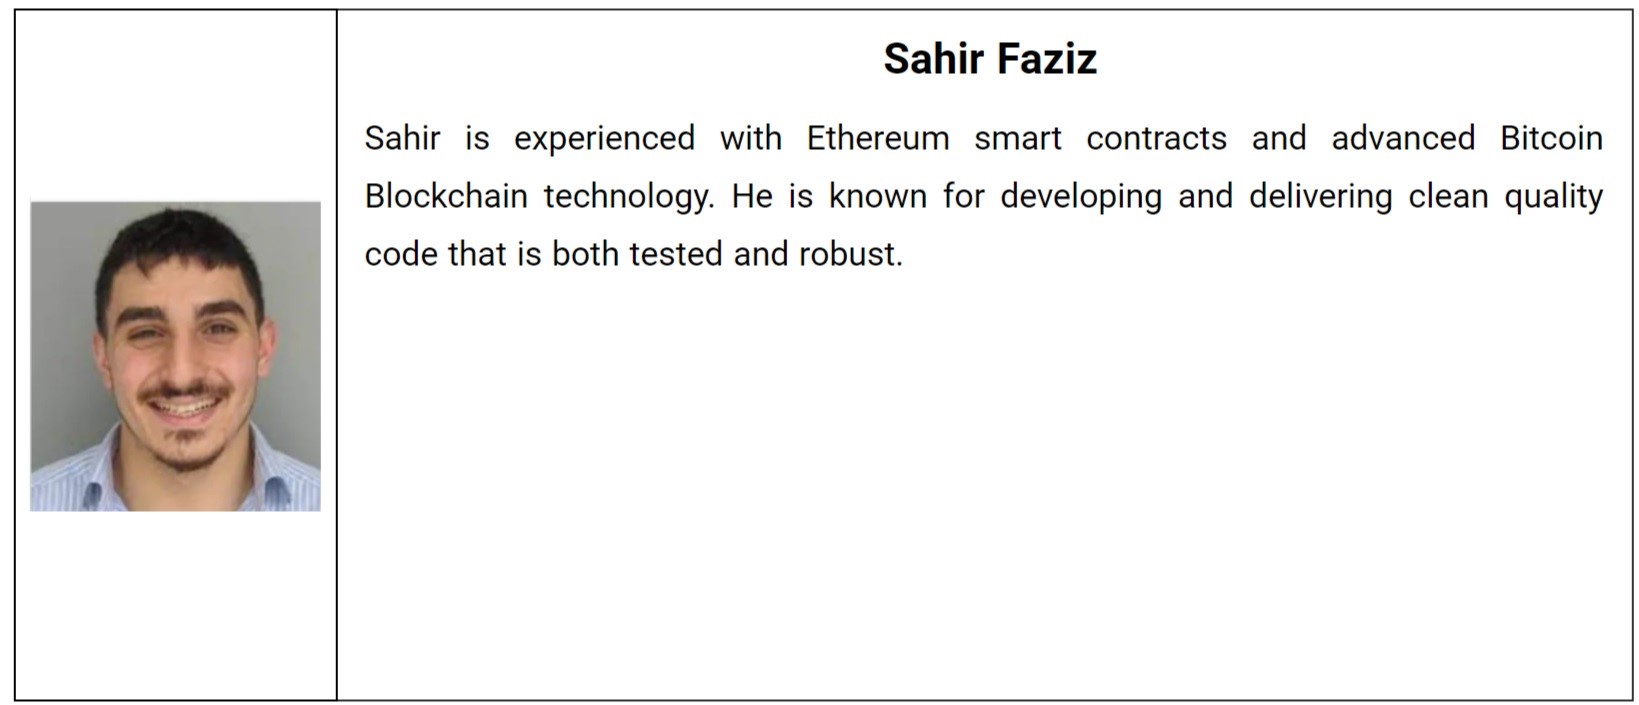 Sahir Faziz
Sahir is experienced with Ethereum smart contracts and advanced Bitcoin
Blockchain technology. He is known for developing and delivering clean quality
code that is both tested and robust.